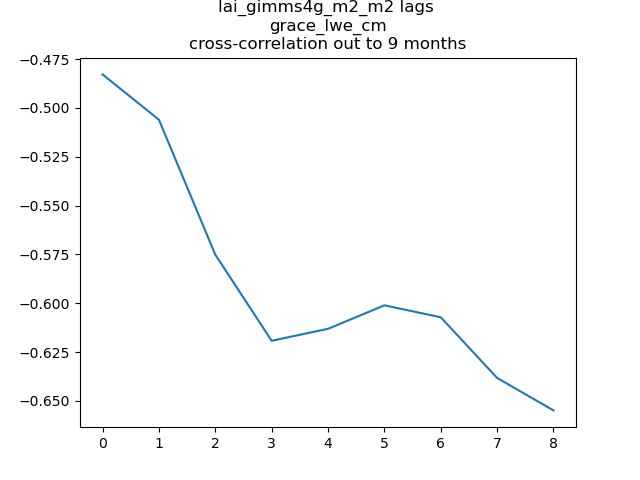 lai_gimms4g_m2_m2 lags
grace_lwe_cm
cross-correlation out to 9 months
−0.475
−0.500
−0.525
−0.550
−0.575
−0.600
−0.625
−0.650
0 1 2 3 4 5 6 7 8